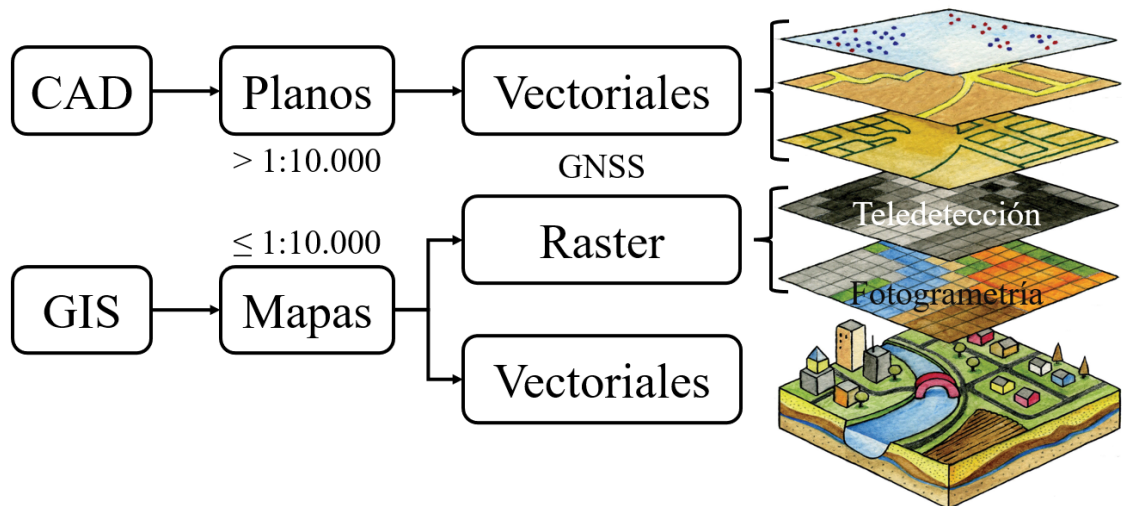 CAD
Planos
Vectoriales
> 1:10.000
GNSS
Teledetección
≤ 1:10.000
Raster
GIS
Mapas
Fotogrametría
Vectoriales